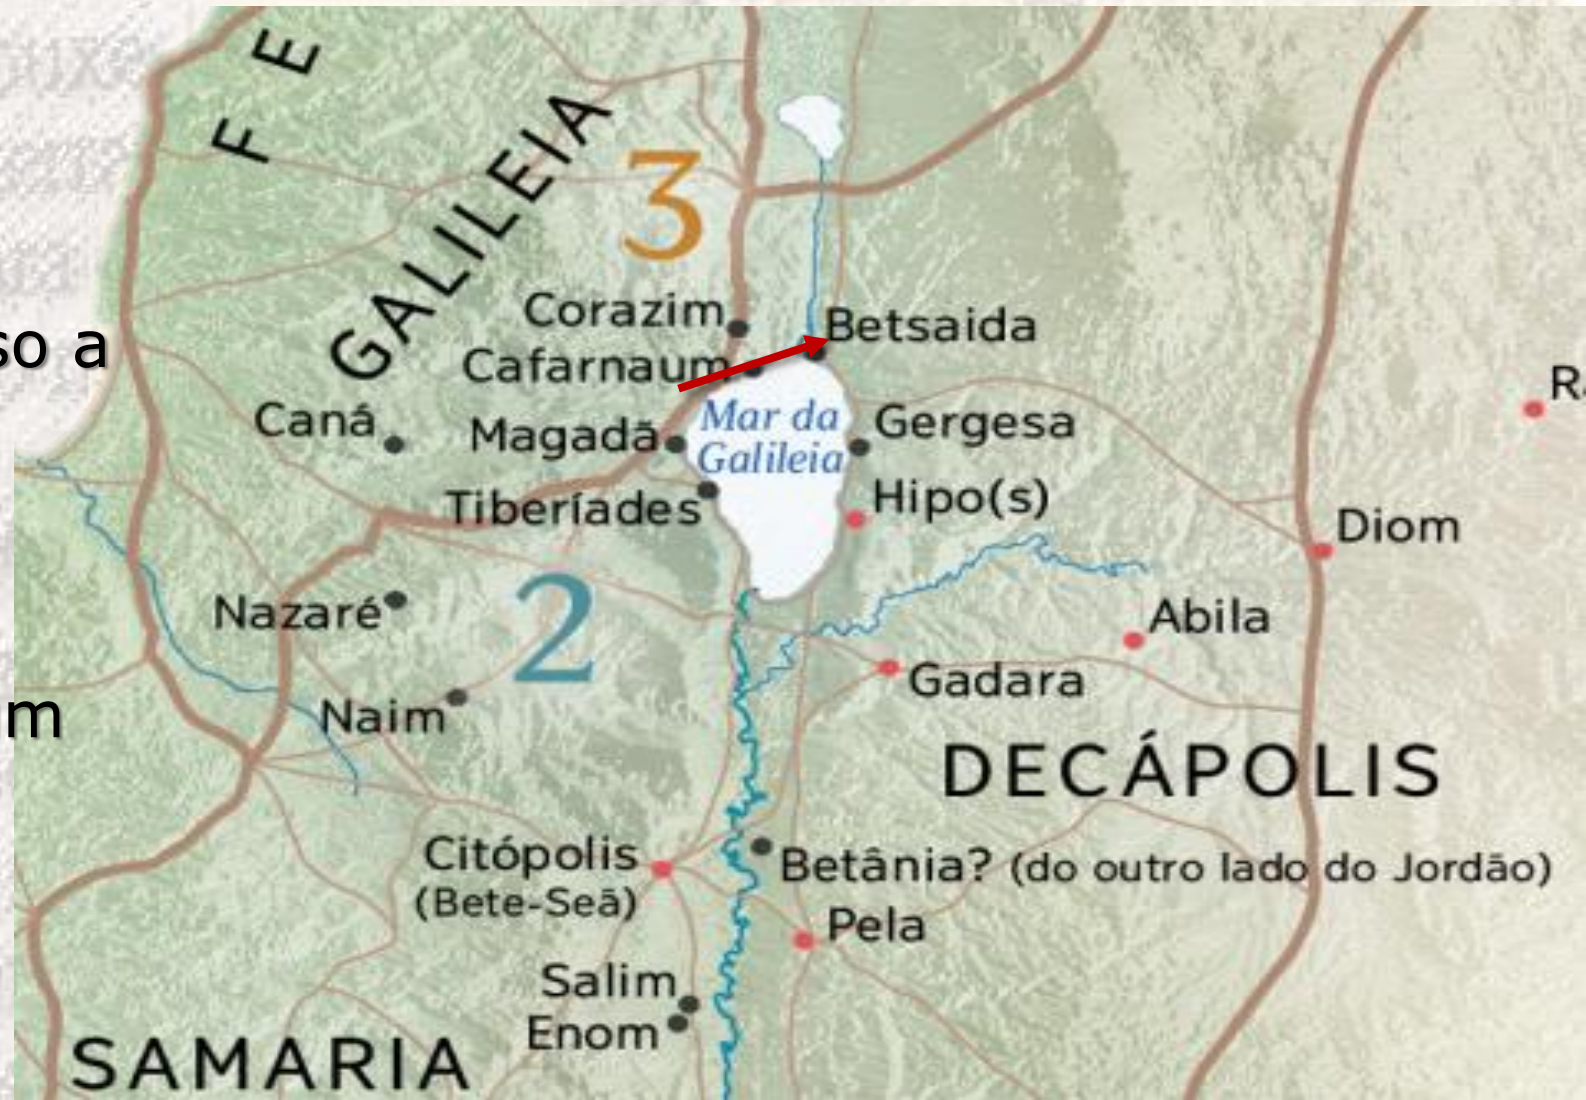 F E
GALILEIA
3
so a
Corazim
Betsaida
Cafarnaum
R
Caná
Magadã
Mar da
Galileia
Gergesa
Tiberíades
Hipo(s)
Diom
Nazaré
2
Abila
Gadara
m
Naim
DECÁPOLIS
Citópolis
(Bete-Seã)
Betânia? (do outro lado do Jordão)
Pela
Salim
Enom
SAMARIA